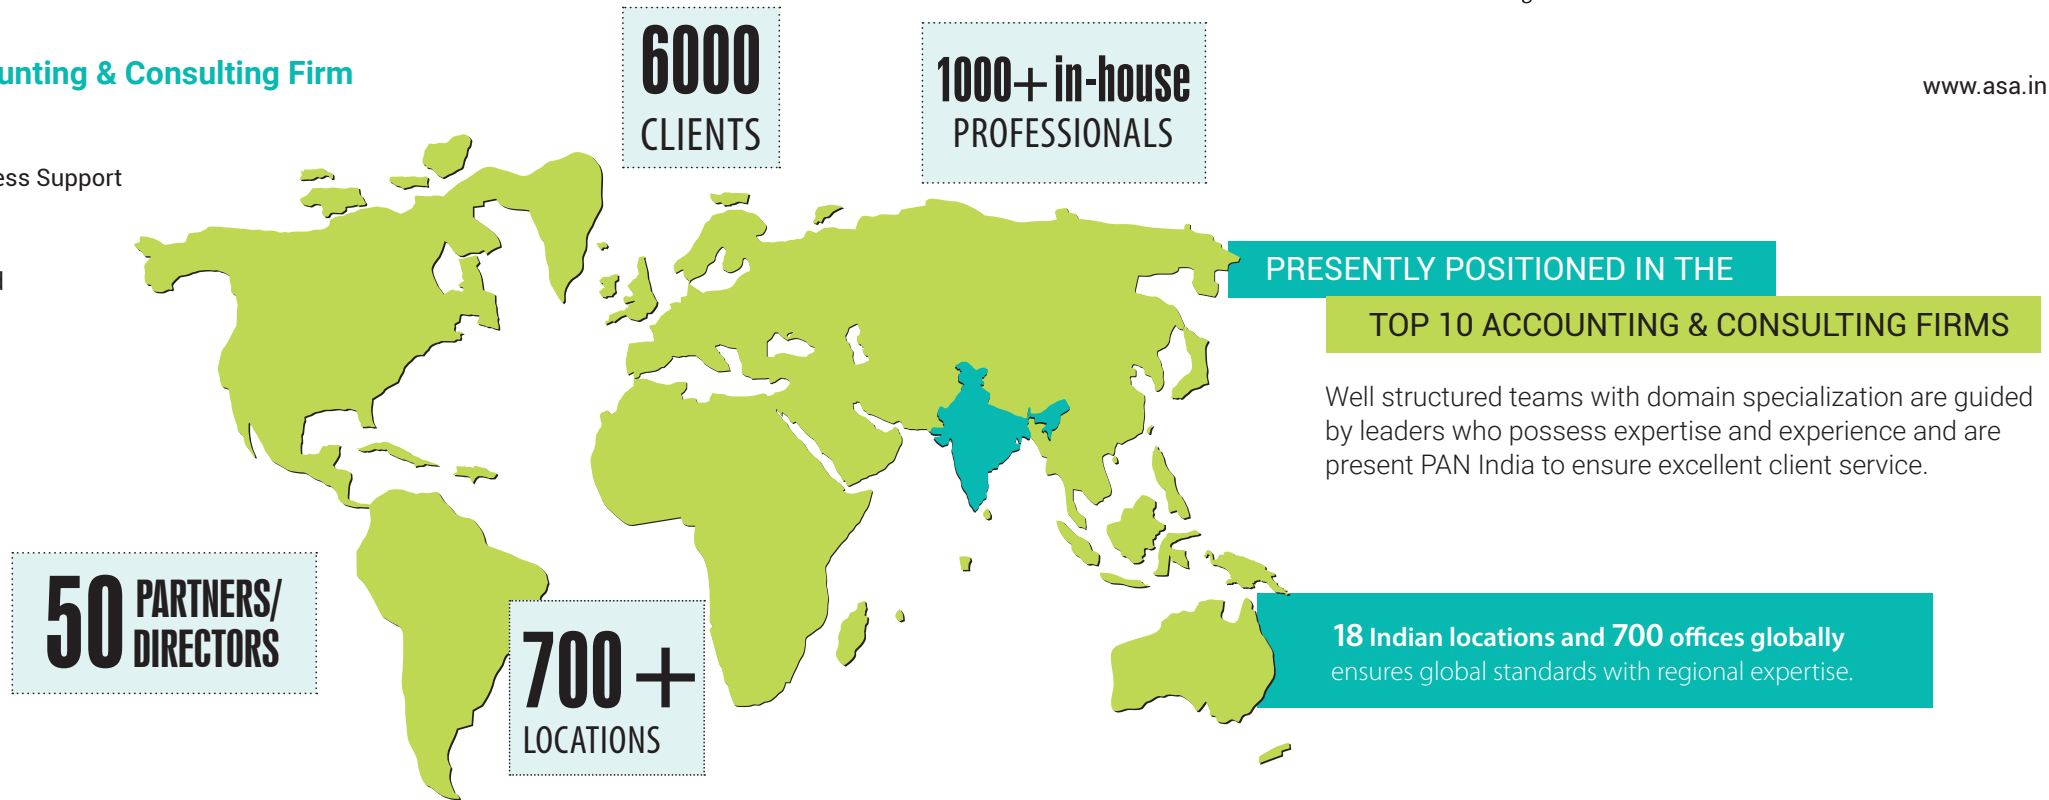 6000
CLIENTS
1000+ in-house
PROFESSIONALS
Consulting Firm
www.asa.in
Support
PRESENTLY POSITIONED IN THE
TOP 10 ACCOUNTING & CONSULTING FIRMS
Well structured teams with domain specialization are guided
by leaders who possess expertise and experience and are
present PAN India to ensure excellent client service.
50 PARTNERS/
DIRECTORS
700 +
LOCATIONS
18 Indian locations and 700 offices globally
ensures global standards with regional expertise.